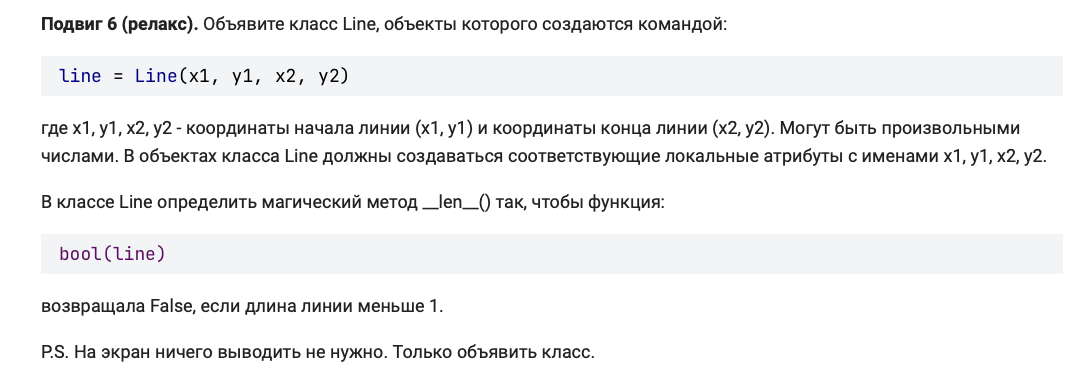 Подвиг 6 (релакс). Объявите класс Line, объекты которого создаются командой:
line = Line(x1, y1, x2, y2)
где x1, y1, x2, y2 - координаты начала линии (x1, y1) и координаты конца линии (x2, y2). Могут быть произвольными
числами. В объектах класса Line должны создаваться соответствующие локальные атрибуты с именами x1, y1, x2, y2.
В классе Line определить магический метод __len__() так, чтобы функция:
bool(line)
возвращала False, если длина линии меньше 1.
P.S. На экран ничего выводить не нужно. Только объявить класс.